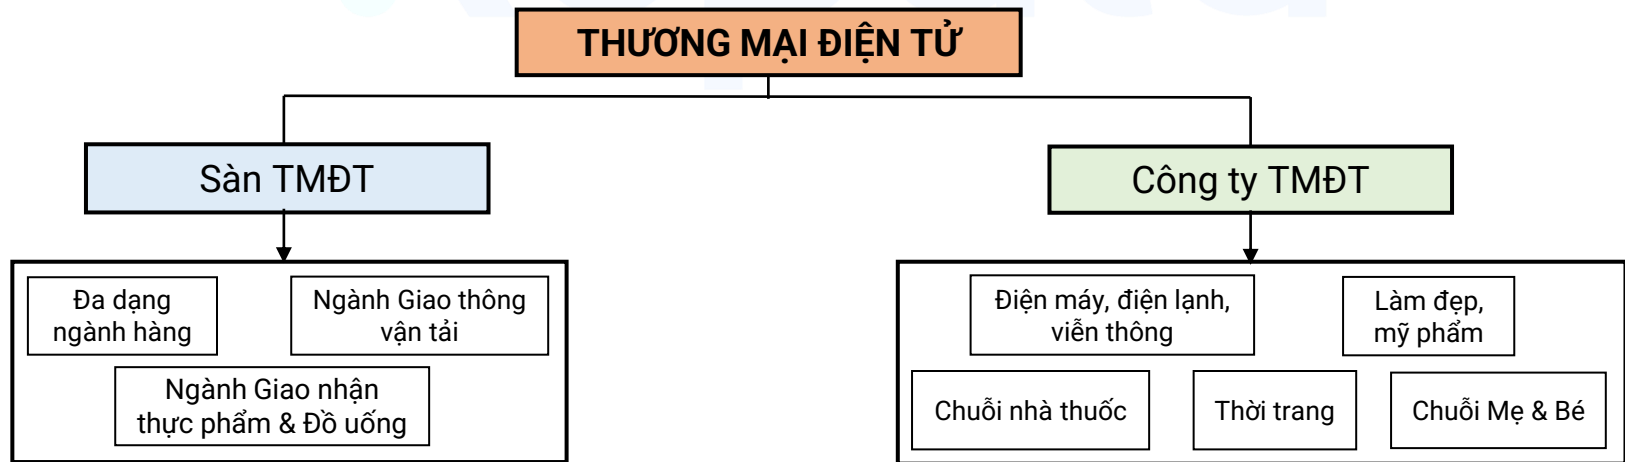 THƯƠNG MẠI ĐIỆN TỬ
Sàn TMĐT
Công ty TMĐT
Đa dạng
ngành hàng
Ngành Giao thông
vận tải
Ngành Giao nhận
thực phẩm & Đồ uống
Điện máy, điện lạnh,
viễn thông
Làm đẹp,
mỹ phẩm
Chuỗi nhà thuốc
Thời trang
Chuỗi Mẹ & Bé